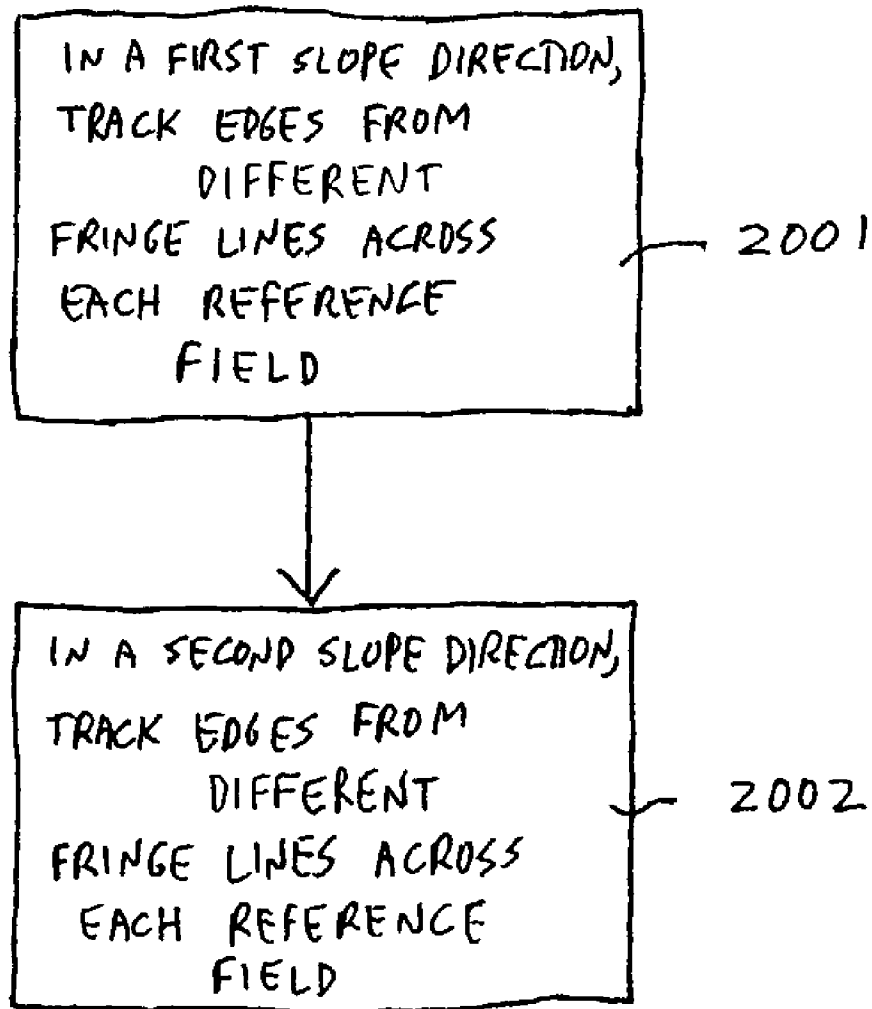 IN A FIRST SLOPE DIRECTION,
TRACK EDGES FROM
DIFFERENT
FRINGE LINES ACROSS
EACH REFERENCE
FIELD
2001
IN A SECOND SLOPE DIRECTION,
TRACK EDGES FROM
DIFFERENT
FRINGE LINES ACROSS
EACH REFERENCE
FIELD
2002